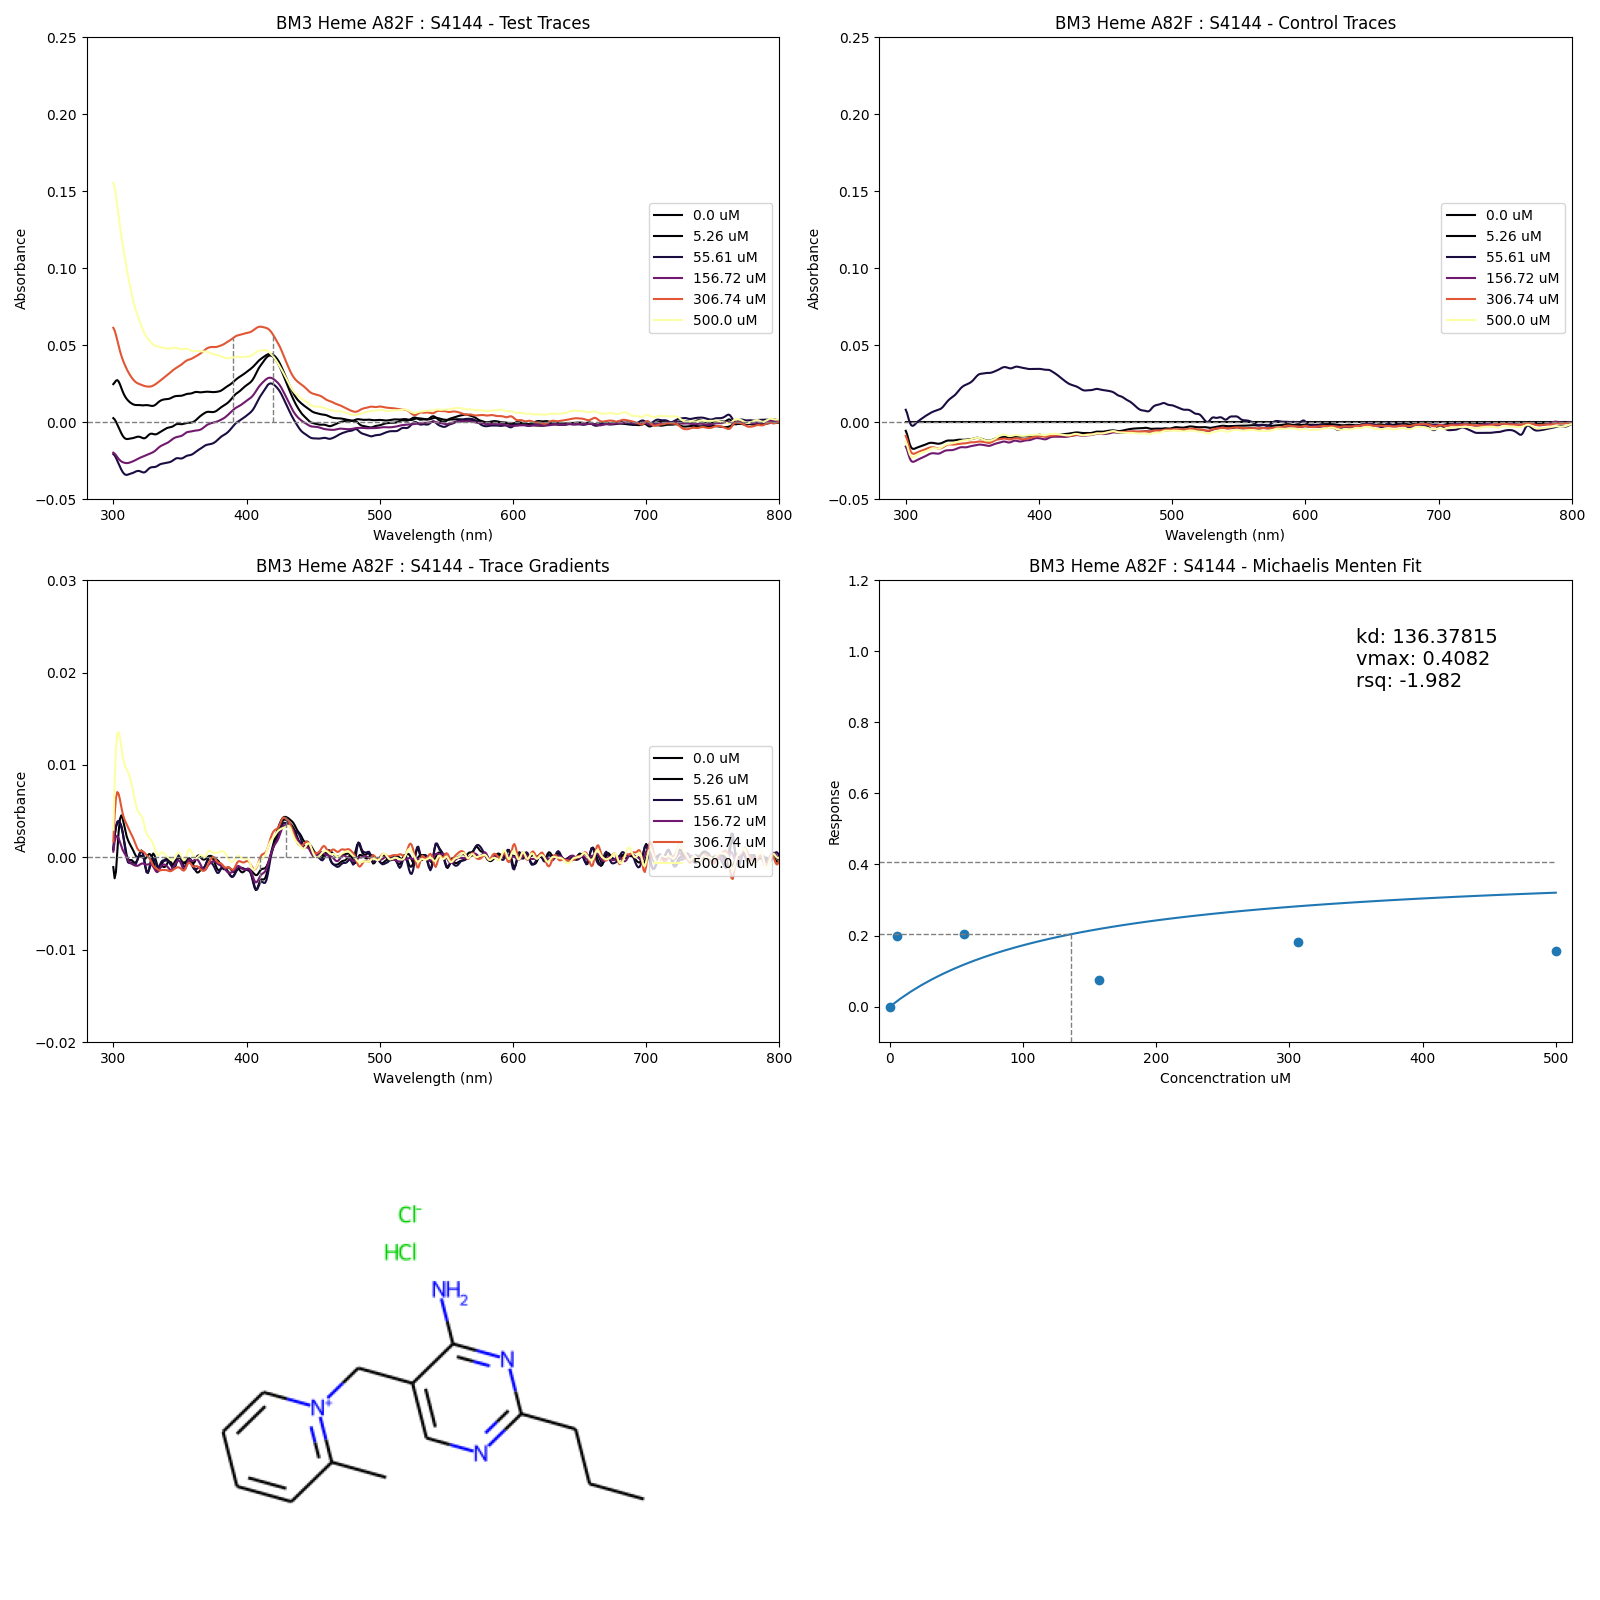 BM3 Heme A82F : S4144 - Test Traces
0.25
0.20
0.15
0.10
0.05
0.00
−0.05
Absorbance
300 400 500 600 700 800
Wavelength (nm)
0.0 uM
5.26 uM
55.61 uM
156.72 uM
306.74 uM
500.0 uM
BM3 Heme A82F : S4144 - Control Traces
0.25
0.20
0.15
0.10
0.05
0.00
−0.05
Absorbance
300 400 500 600 700 800
Wavelength (nm)
0.0 uM
5.26 uM
55.61 uM
156.72 uM
306.74 uM
500.0 uM
BM3 Heme A82F : S4144 - Trace Gradients
0.03
0.02
0.01
0.00
−0.01
−0.02
Absorbance
300 400 500 600 700 800
Wavelength (nm)
0.0 uM
5.26 uM
55.61 uM
156.72 uM
306.74 uM
500.0 uM
BM3 Heme A82F : S4144 - Michaelis Menten Fit
1.2
1.0
0.8
0.6
0.4
0.2
0.0
Response
kd: 136.37815
vmax: 0.4082
rsq: -1.982
0 100 200 300 400 500
Concenctration uM
Cl-
HCl
NH2
N
N+
N